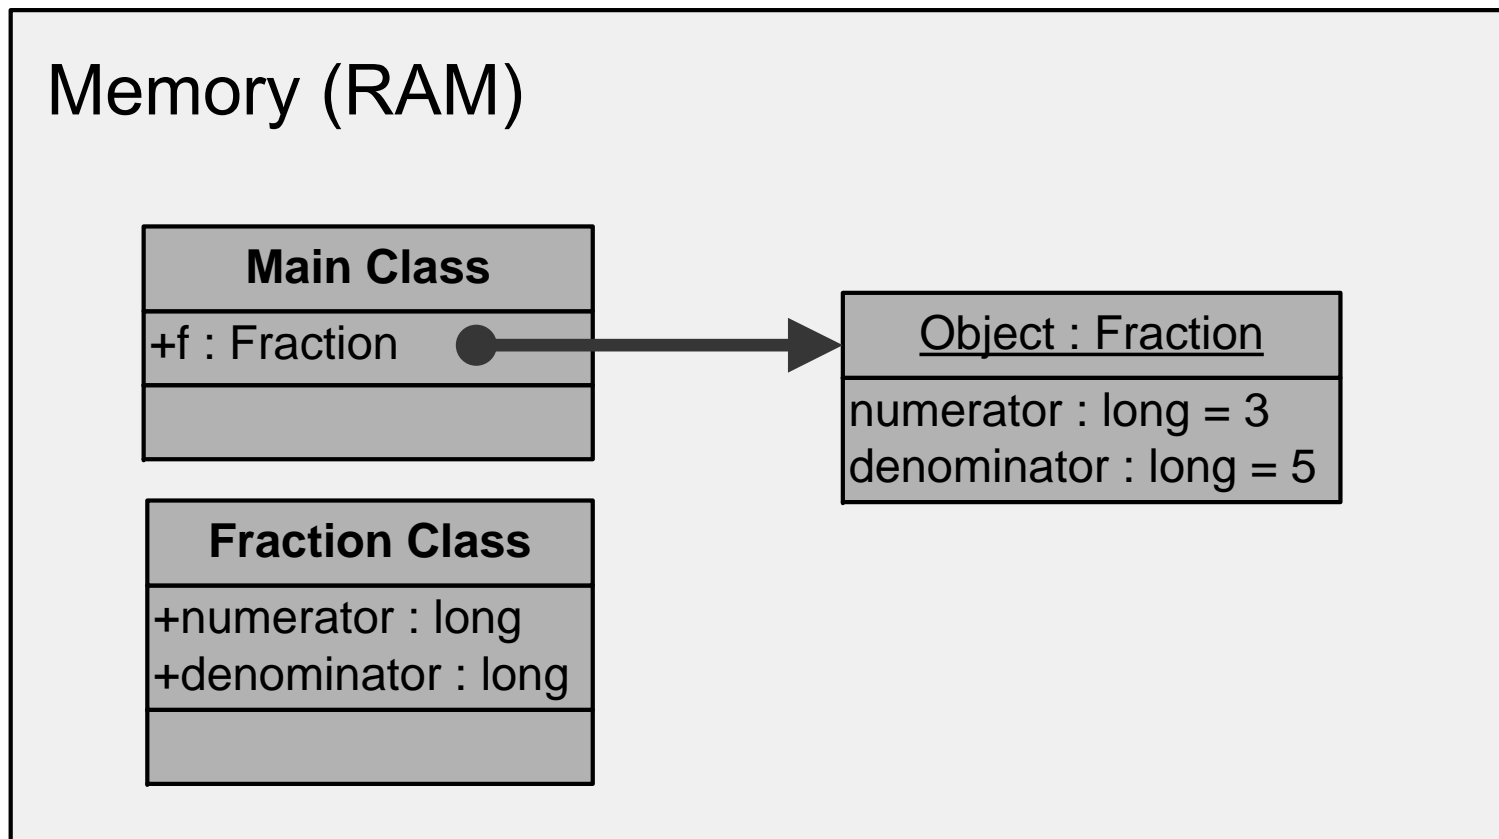 Memory (RAM)
Main Class
+f : Fraction
Object : Fraction
numerator : long = 3
denominator : long = 5
Fraction Class
+numerator : long
+denominator : long